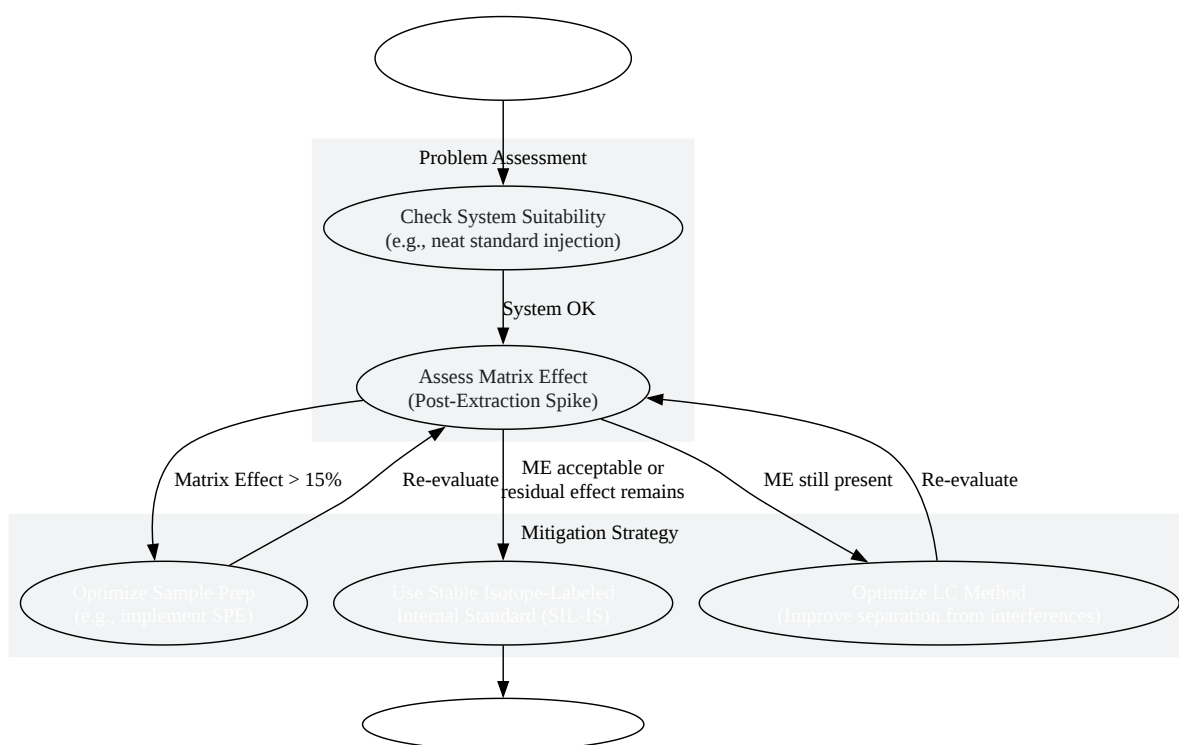 Problem Assessment
Check System Suitability
(e.g., neat standard injection)
System OK
Assess Matrix Effect
(Post-Extraction Spike)
Matrix Effect > 15%
Re-evaluate
ME acceptable or
residual effect remains
ME still present
Re-evaluate
Mitigation Strategy
Optimize Sample Prep
(e.g., implement SPE)
Use Stable Isotope-Labeled
Internal Standard (SIL-IS)
Optimize LC Method
(Improve separation from interferences)